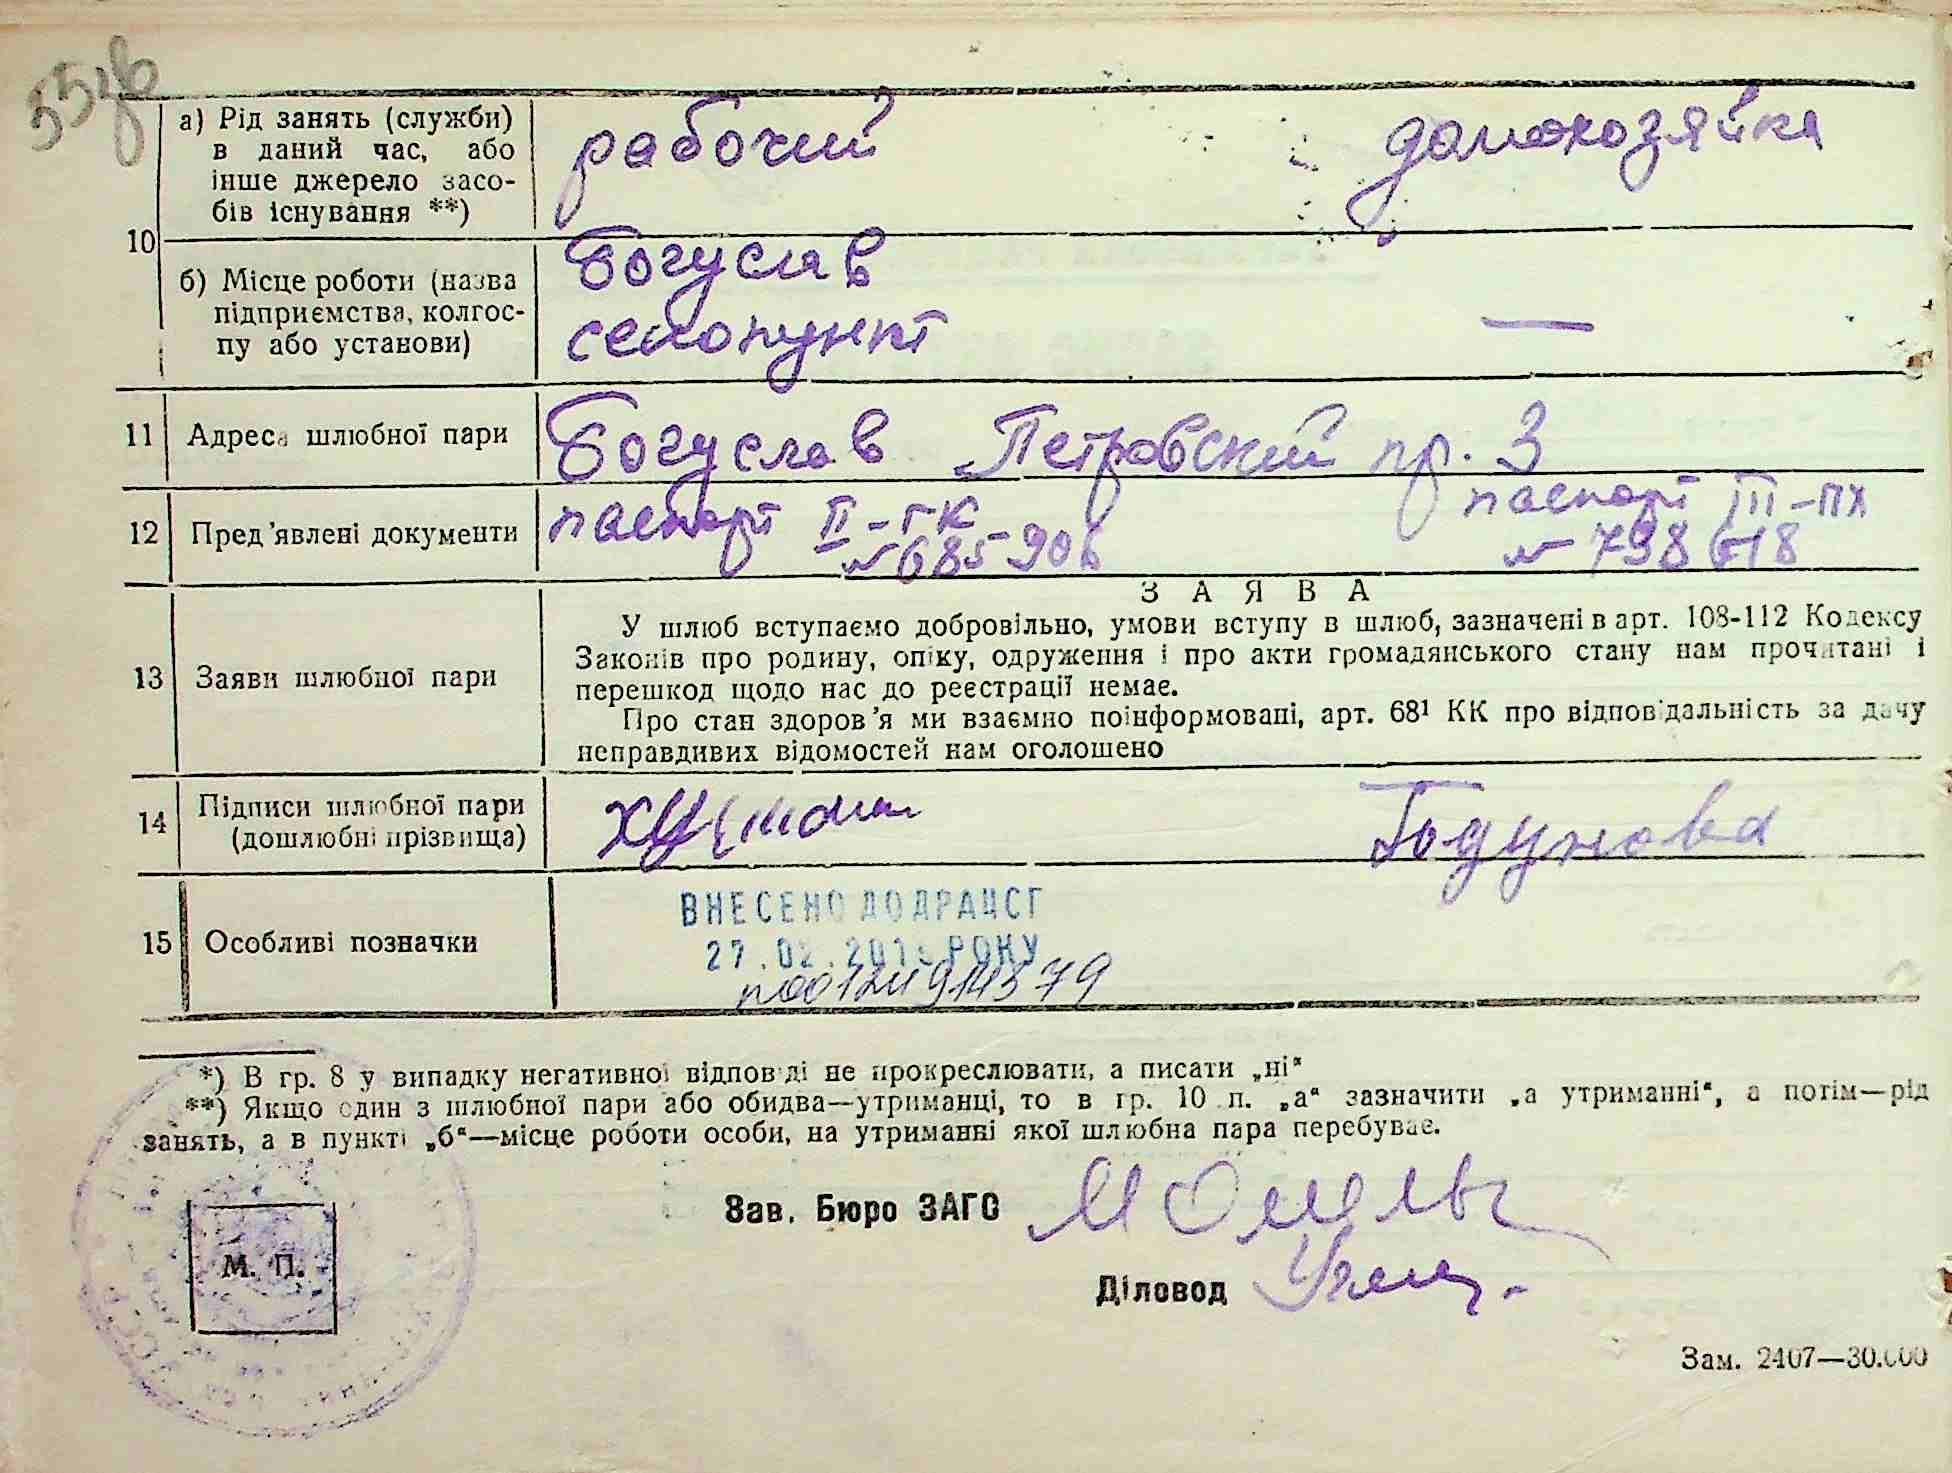 а) Рід занять (служби) в даний час, або інше джерело засобів існування **)
рабочий
домохозяйка
10
б) Місце роботи (назва підприємства, колгоспу або установи)
Богуслав
селопункт
—
11
Адреса шлюбної пари
Богуслав Петровский пр. 3
12
Пред'явлені документи
паспорт II-ГК
№ 685906
паспорт III-ПХ
№ 798618
13
Заяви шлюбної пари
ЗАЯВА
У шлюб вступаємо добровільно, умови вступу в шлюб, зазначені в арт. 108-112 Кодексу
Законів про родину, опіку, одруження і про акти громадянського стану нам прочитані і
перешкод щодо нас до реєстрації немає.
Про стан здоров'я ми взаємно поінформовані, арт. 68¹ КК про відповідальність за дачу
неправдивих відомостей нам оголошено
14
Підписи шлюбної пари
(дошлюбні прізвища)
Годунова
15
Особливі позначки
ВНЕСЕНО ДО ДРАЦСГ
27.02. РОКУ
*) В гр. 8 у випадку негативної відповіді не прокреслювати, а писати „ні“
**) Якщо один з шлюбної пари або обидва—утриманці, то в гр. 10 п. „а“ зазначити „а утриманні“, а потім—рід
занять, а в пункті „б“—місце роботи особи, на утриманні якої шлюбна пара перебуває.
Зав. Бюро ЗАГС
М. П.
Діловод
Зам. 2407—30.000